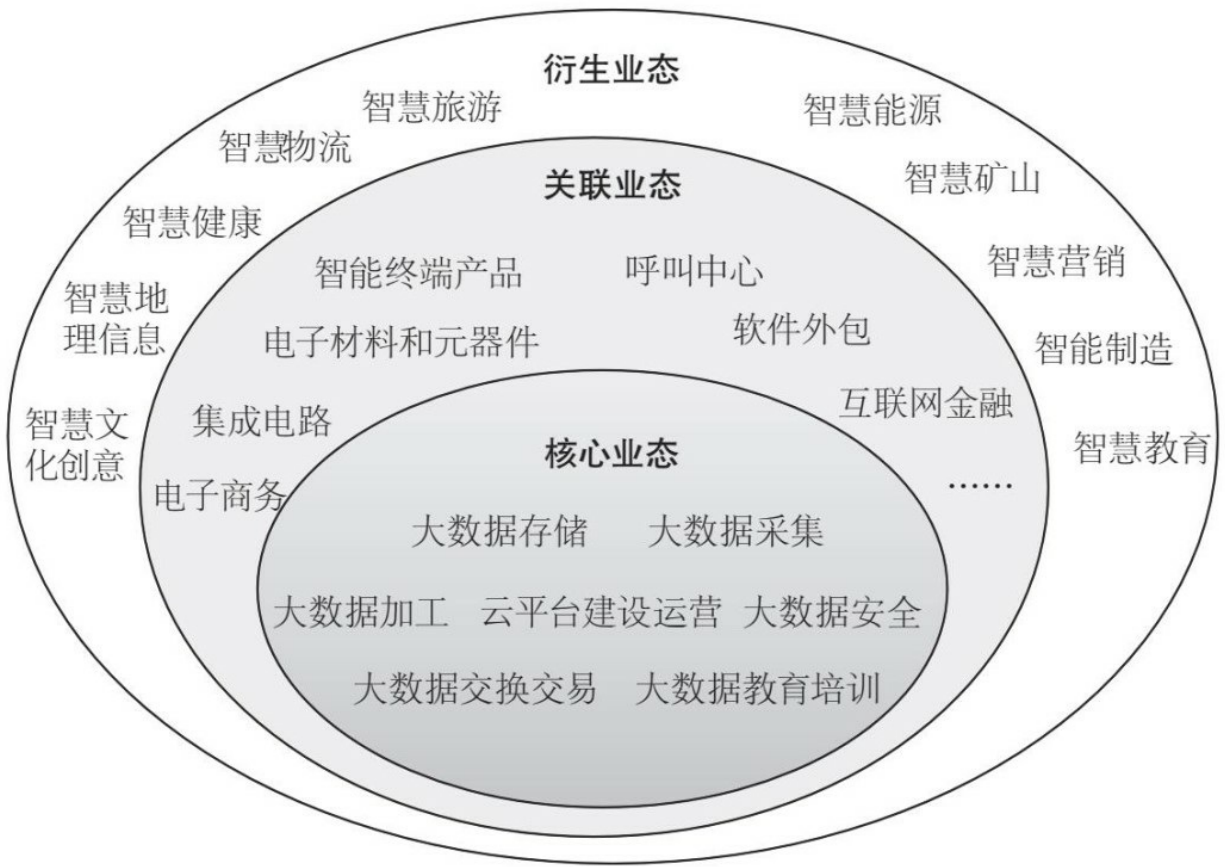 衍生业态
智慧旅游
智慧能源
智慧物流
智慧矿山
智慧健康
智慧营销
智慧地
理信息
智能制造
智慧文
化创意
智慧教育
关联业态
智能终端产品
呼叫中心
电子材料和元器件
软件外包
集成电路
互联网金融
电子商务
……
核心业态
大数据存储
大数据采集
大数据加工
云平台建设运营
大数据安全
大数据交换交易
大数据教育培训